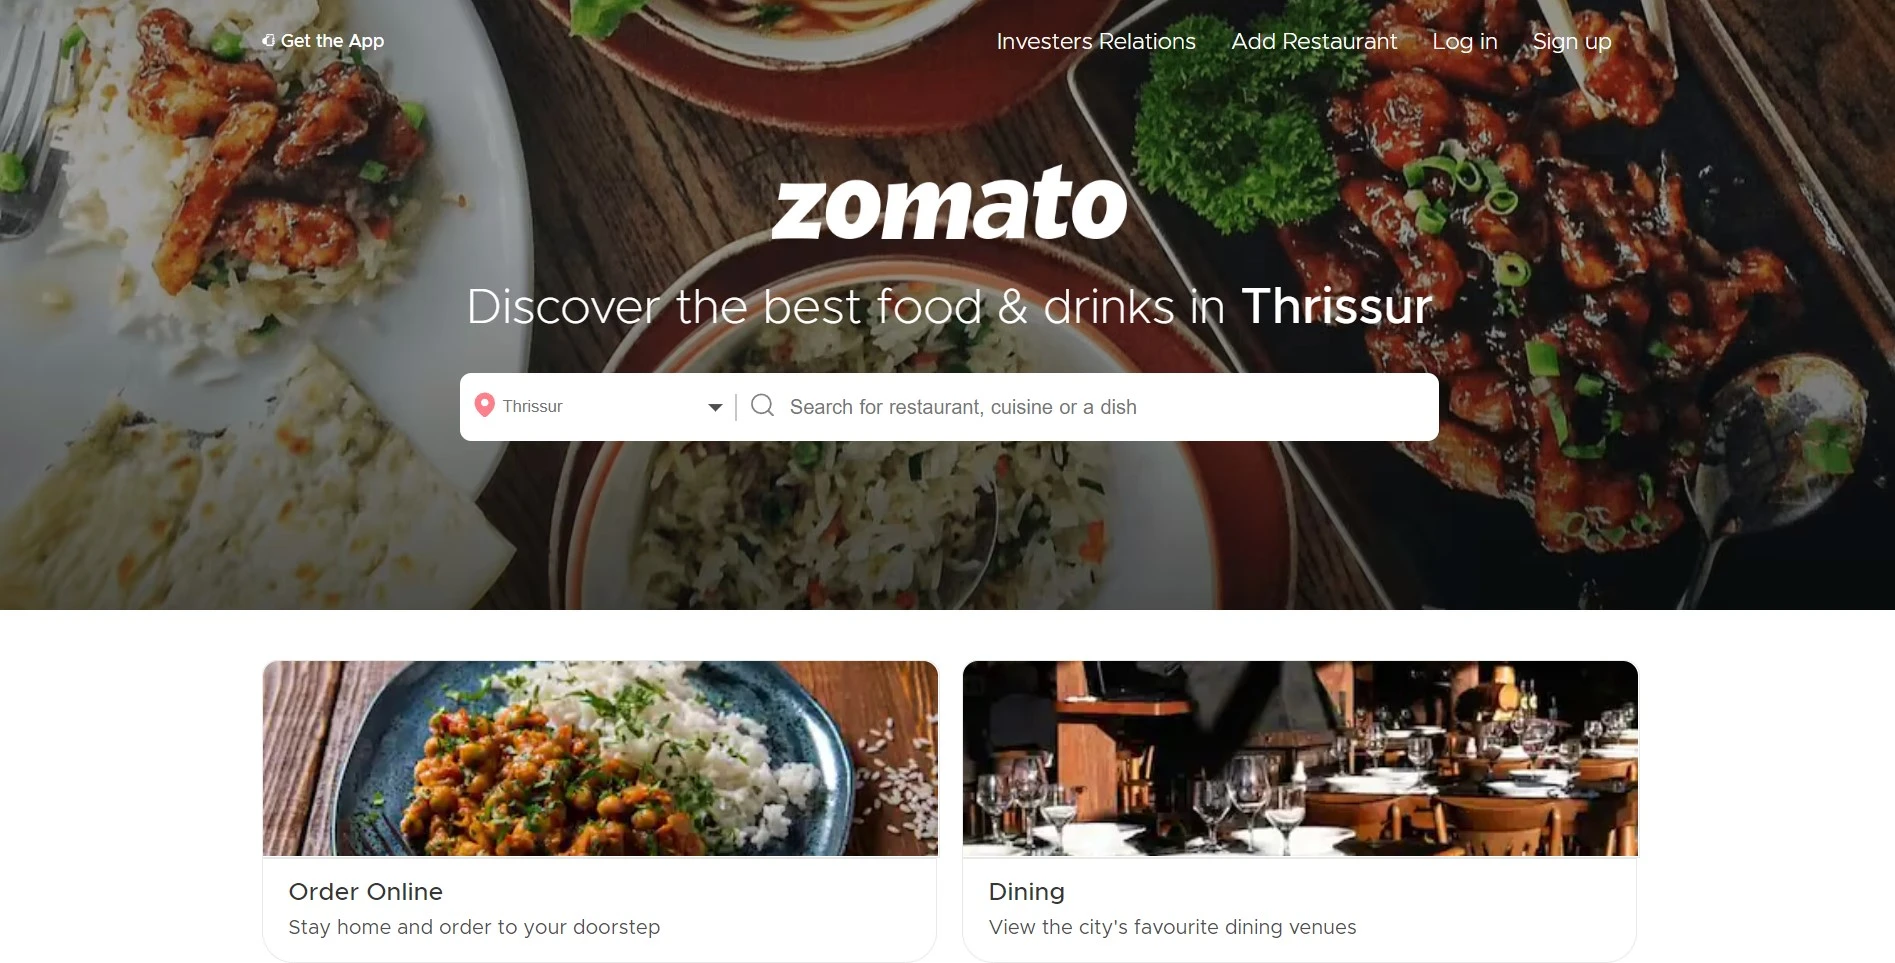 Get the App
Investers Relations
Add Restaurant
Log in
Sign up
zomato
Discover the best food & drinks in Thrissur
Thrissur
Search for restaurant, cuisine or a dish
Order Online
Stay home and order to your doorstep
Dining
View the city's favourite dining venues